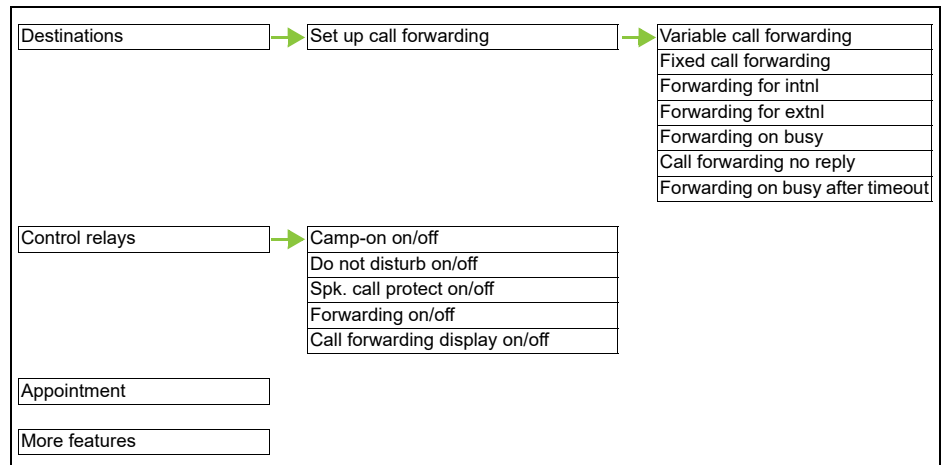 Destinations
Set up call forwarding
Variable call forwarding
Fixed call forwarding
Forwarding for intnl
Forwarding for extnl
Forwarding on busy
Call forwarding no reply
Forwarding on busy after timeout
Control relays
Camp-on on/off
Do not disturb on/off
Spk. call protect on/off
Forwarding on/off
Call forwarding display on/off
Appointment
More features